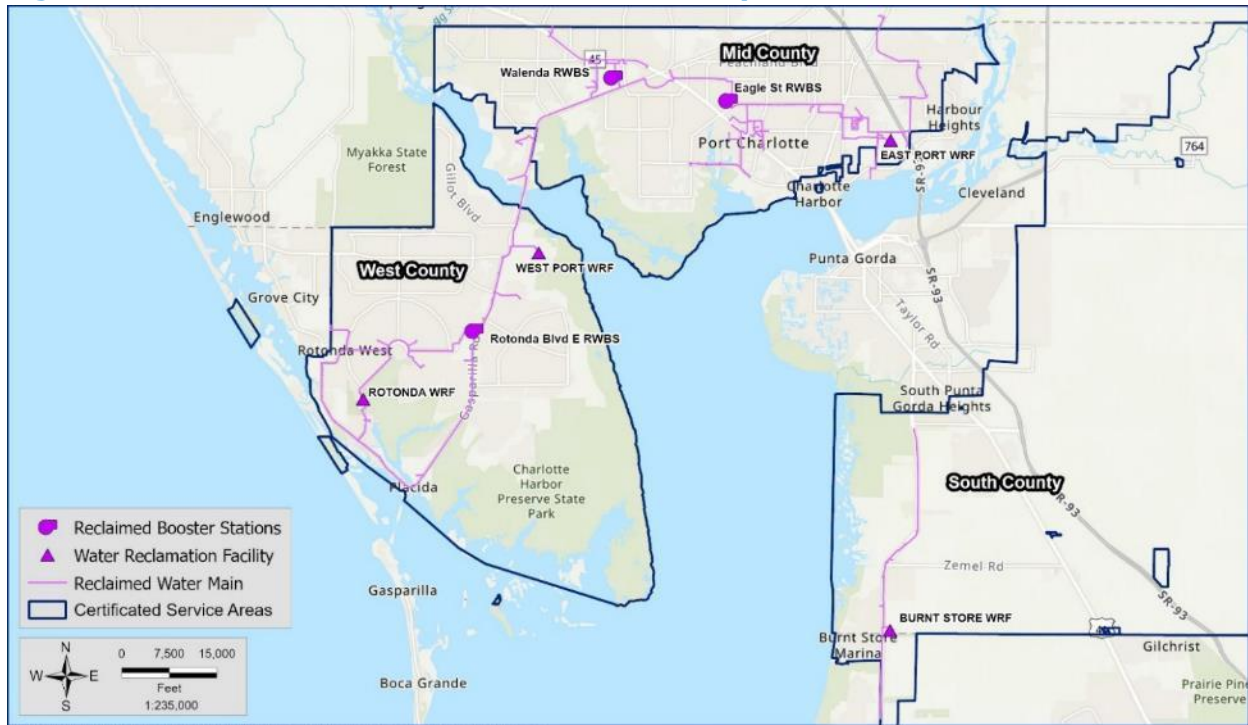 Mid County
45
Peachland Blvd
Walenda RWBS
Eagle St RWBS
Harbour
Heights
Port Charlotte
EAST PORT WRF
764
Myakka State
Forest
Gillot Blvd
Charlotte
Harbor
SR-93
Cleveland
Englewood
West County
WEST PORT WRF
Punta Gorda
SR-93
Grove City
Taylor Rd
Rotonda West
Rotonda Blvd E RWBS
Gasparilla Rd
ROTONDA WRF
South Punta
Gorda Heights
Placida
Charlotte
Harbor
Preserve State
Park
South County
SR-93
Zemel Rd
Reclaimed Booster Stations
Water Reclamation Facility
Reclaimed Water Main
Certificated Service Areas
Gasparilla
BURNT STORE WRF
Burnt Store
Marina
Gilchrist
N
W E
S
0 7,500 15,000
Feet
1:235,000
Boca Grande
Prairie Pine
Preserve